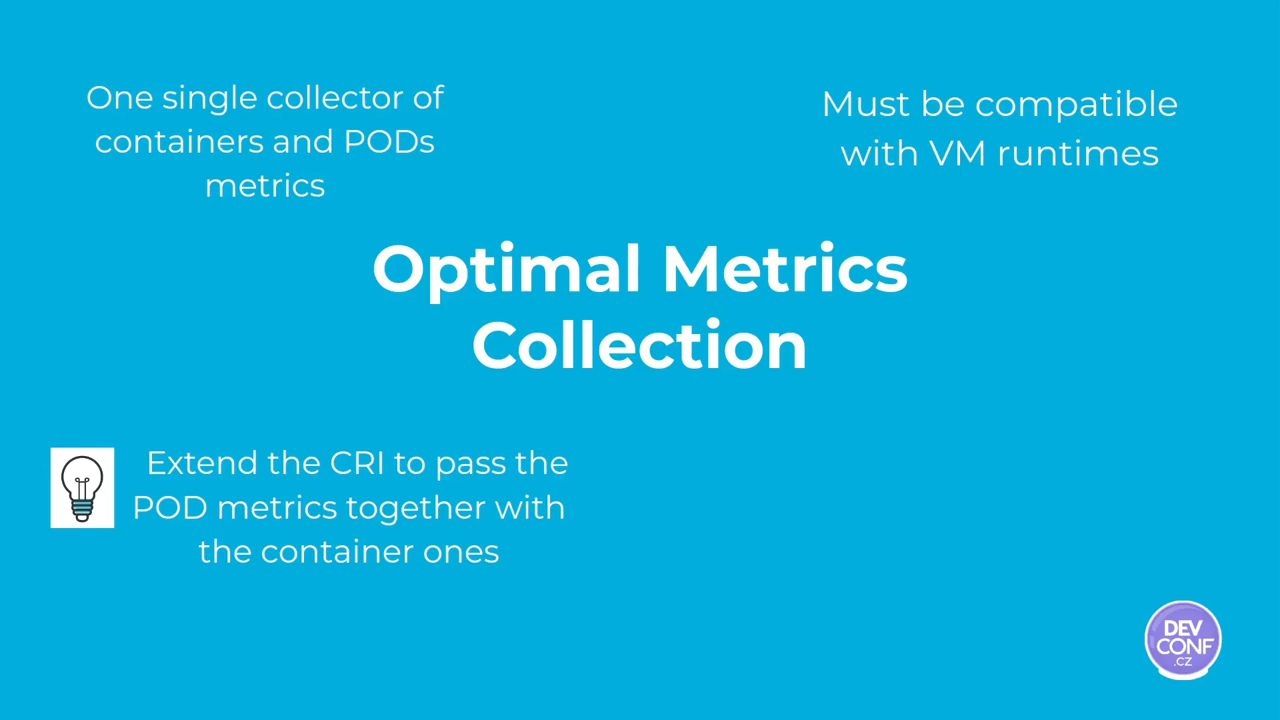 One single collector of
containers and PODs
metrics
Must be compatible
with VM runtimes
Optimal Metrics
Collection
Extend the CRI to pass the
POD metrics together with
the container ones
DEV
CONF
.CZ